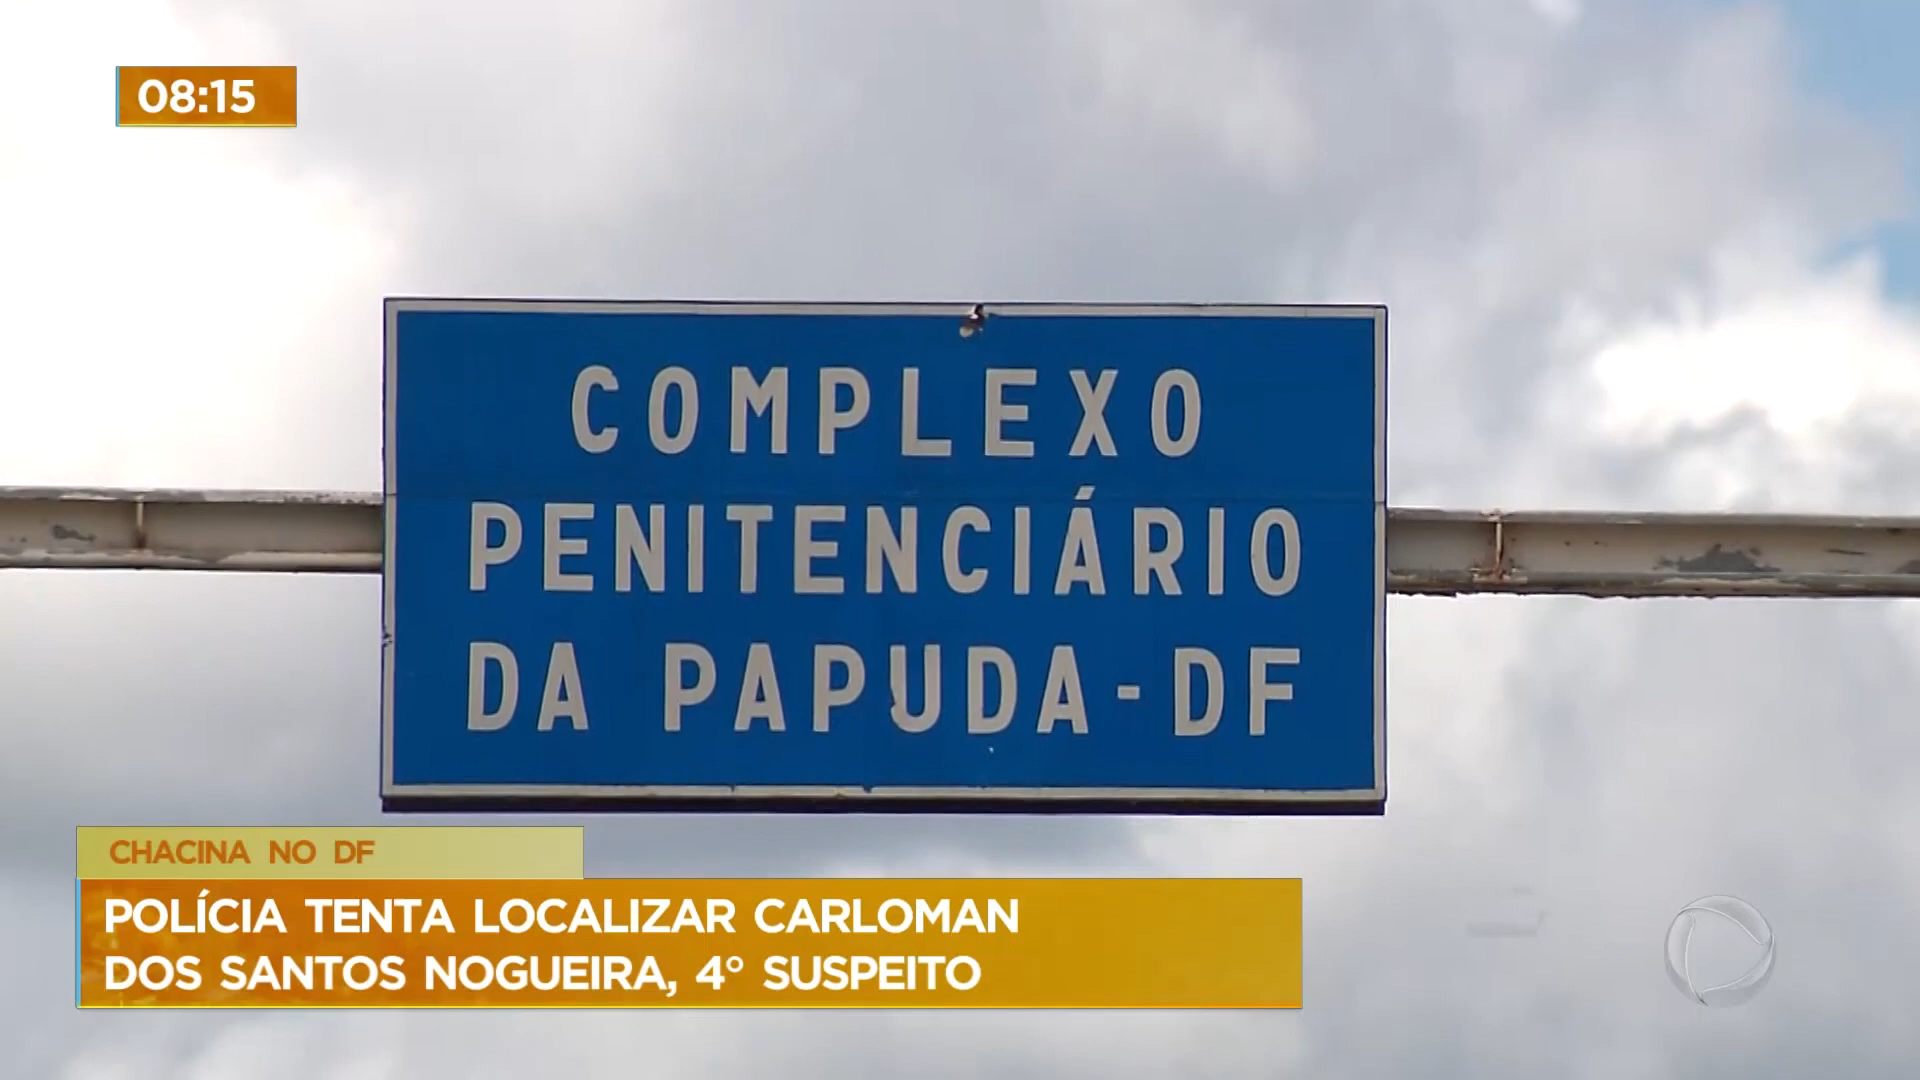 08:15
COMPLEXO
PENITENCIÁRIO
DA PAPUDA-DF
CHACINA NO DF
POLÍCIA TENTA LOCALIZAR CARLOMAN
DOS SANTOS NOGUEIRA, 4° SUSPEITO